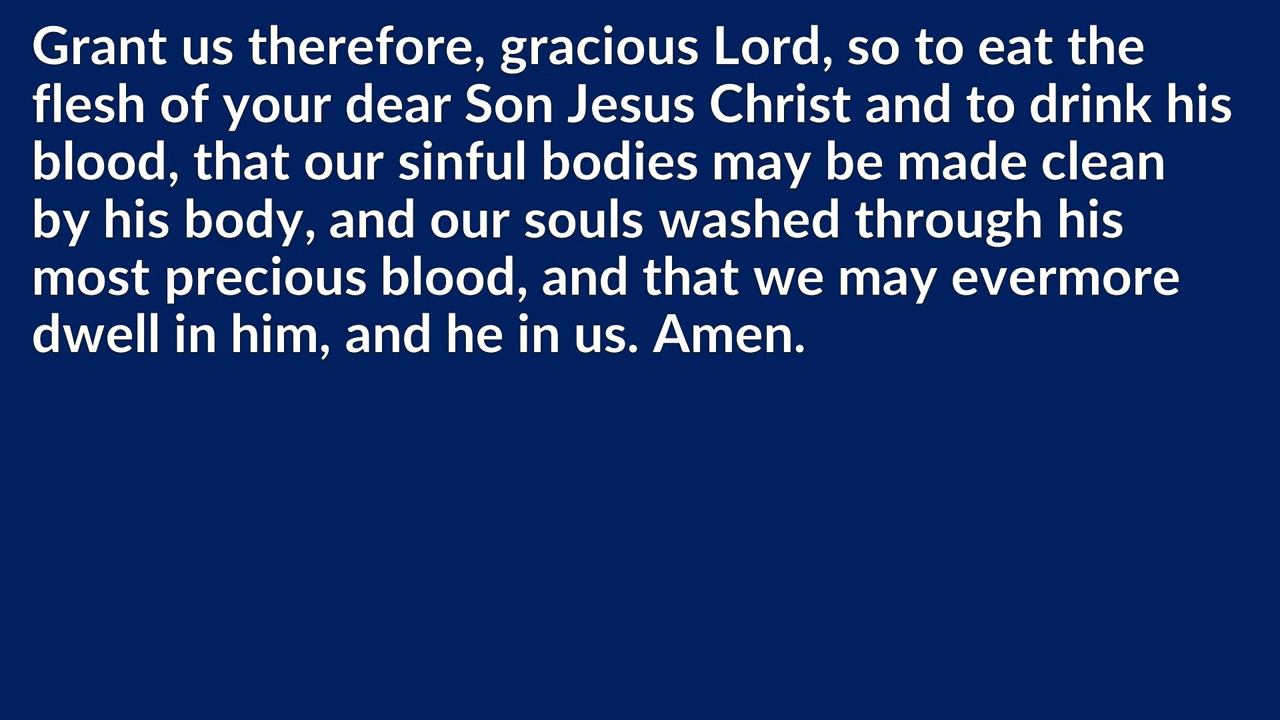 Grant us therefore, gracious Lord, so to eat the
flesh of your dear Son Jesus Christ and to drink his
blood, that our sinful bodies may be made clean
by his body, and our souls washed through his
most precious blood, and that we may evermore
dwell in him, and he in us. Amen.